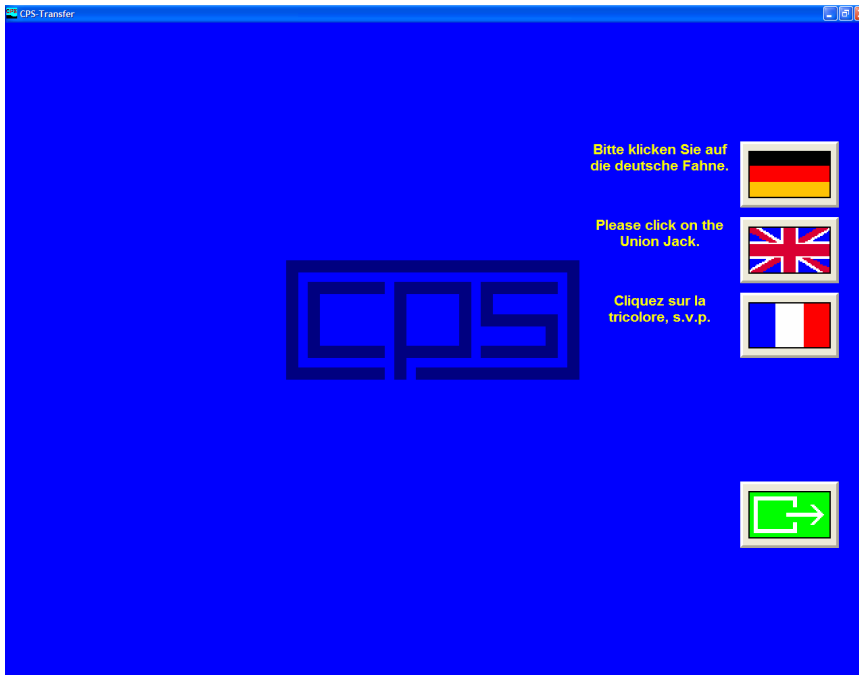 CPS-Transfer
Bitte klicken Sie auf
die deutsche Fahne.
Please click on the
Union Jack.
Cliquez sur la
tricolore, s.v.p.
CPS